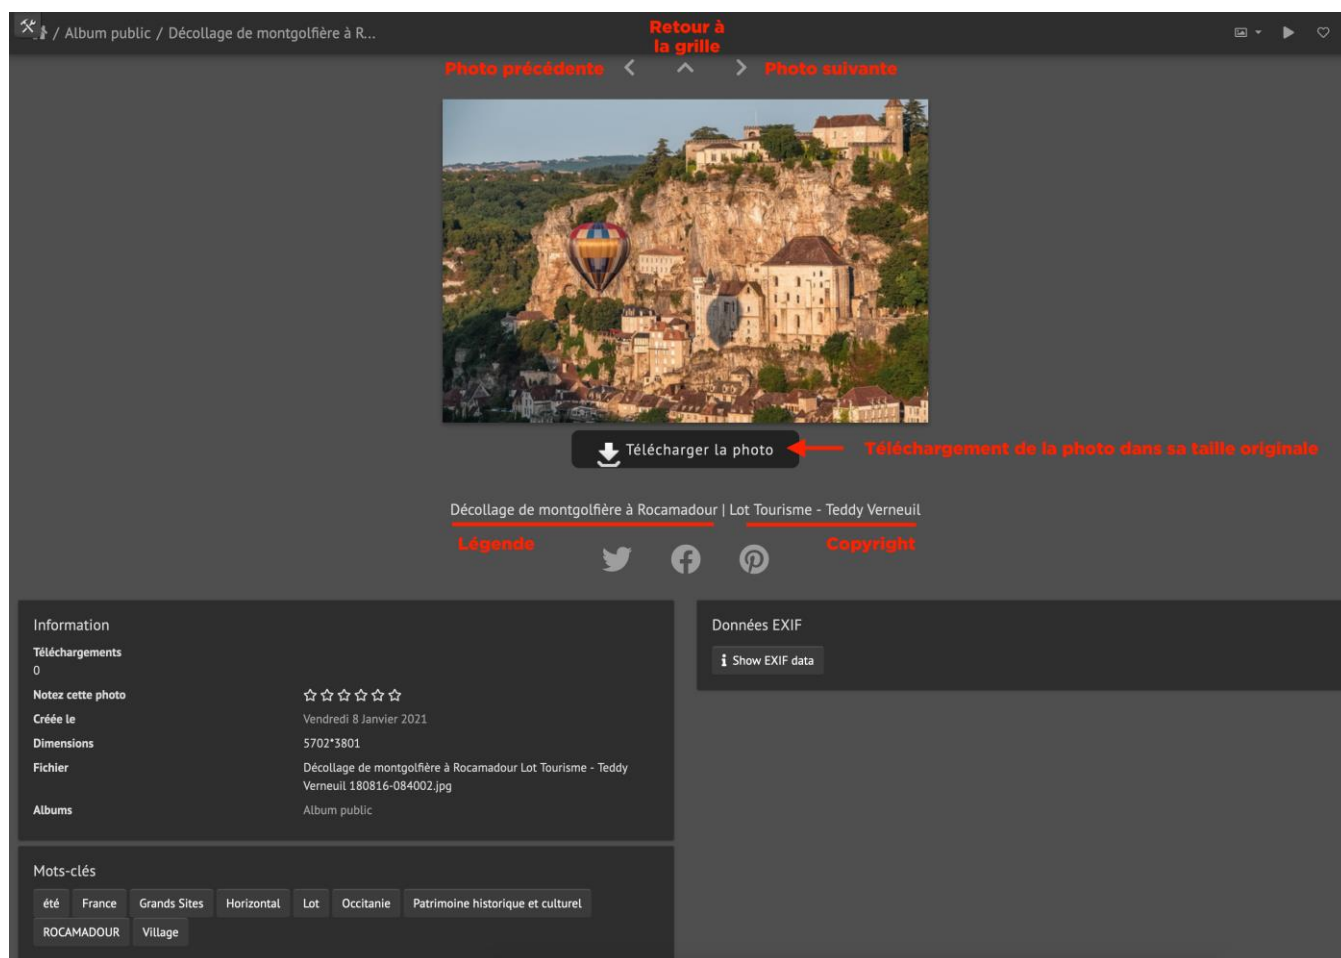 / Album public / Décollage de montgolfière à R...
Retour à
la grille
Photo précédente
Photo suivante
Télécharger la photo
Téléchargement de la photo dans sa taille originale
Décollage de montgolfière à Rocamadour | Lot Tourisme - Teddy Verneuil
Légende
Copyright
Information
Téléchargements
0
Notez cette photo
Créée le
Vendredi 8 Janvier 2021
Dimensions
5702*3801
Fichier
Décollage de montgolfière à Rocamadour Lot Tourisme - Teddy
Verneuil 180816-084002.jpg
Albums
Album public
Données EXIF
Show EXIF data
Mots-clés
été France Grands Sites Horizontal Lot Occitanie Patrimoine historique et culturel
ROCAMADOUR Village